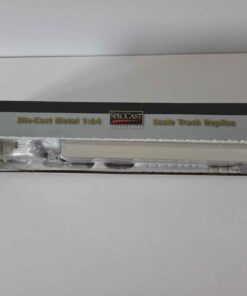 Die-Cast Metal 1:64
SPECCAST
Scale Truck Replica